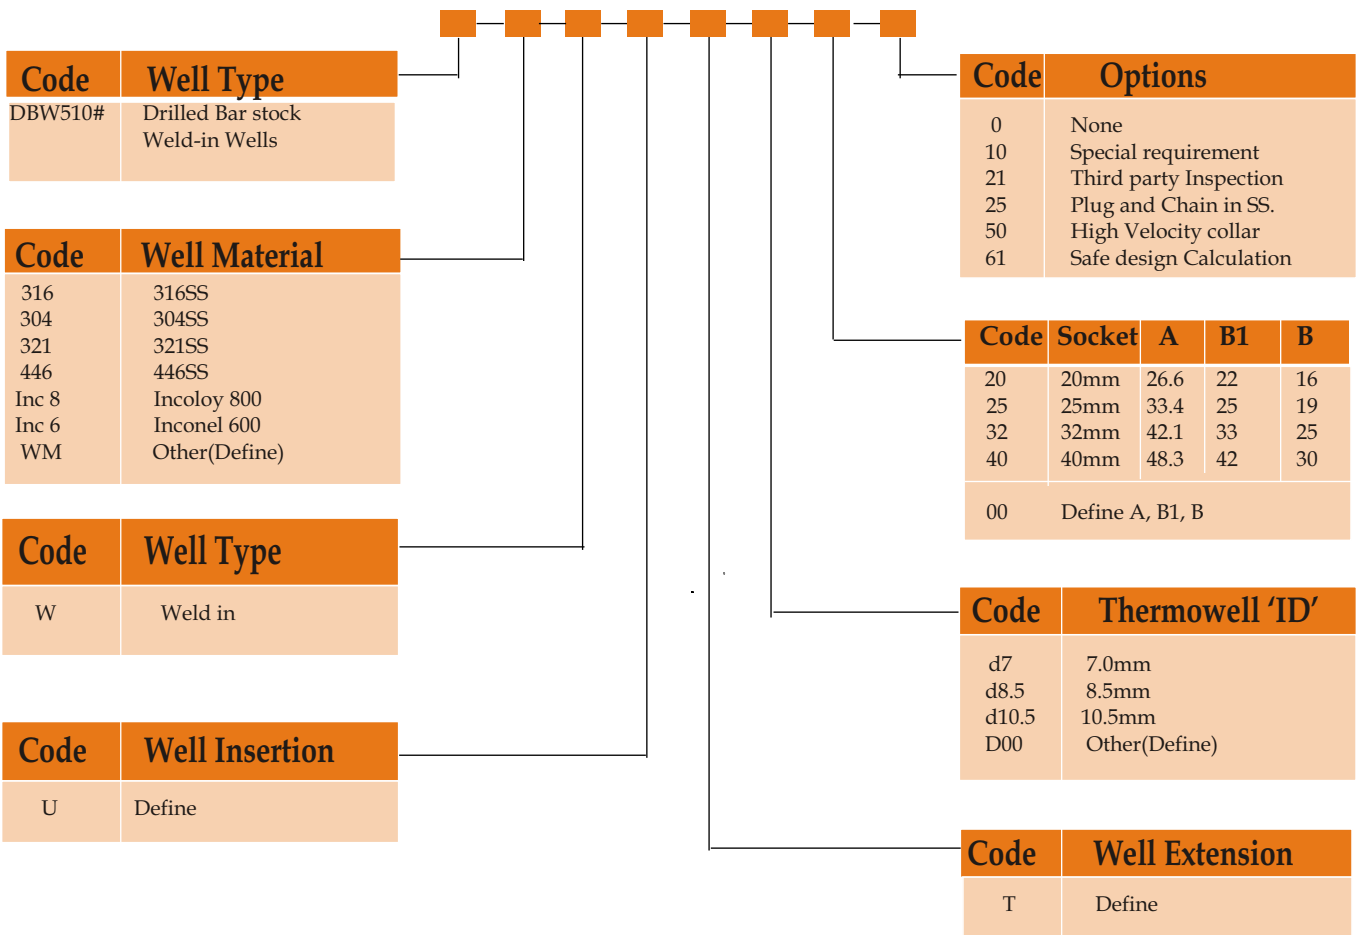 Code Well Type
DBW510# Drilled Bar stock
Weld-in Wells
Code Well Material
316 316SS
304 304SS
321 321SS
446 446SS
Inc 8 Incoloy 800
Inc 6 Inconel 600
WM Other(Define)
Code Well Type
W Weld in
Code Well Insertion
U Define
Code Options
0 None
10 Special requirement
21 Third party Inspection
25 Plug and Chain in SS.
50 High Velocity collar
61 Safe design Calculation
Code Socket A B1 B
20 20mm 26.6 22 16
25 25mm 33.4 25 19
32 32mm 42.1 33 25
40 40mm 48.3 42 30
00 Define A, B1, B
Code Thermowell ‘ID’
d7 7.0mm
d8.5 8.5mm
d10.5 10.5mm
D00 Other(Define)
Code Well Extension
T Define